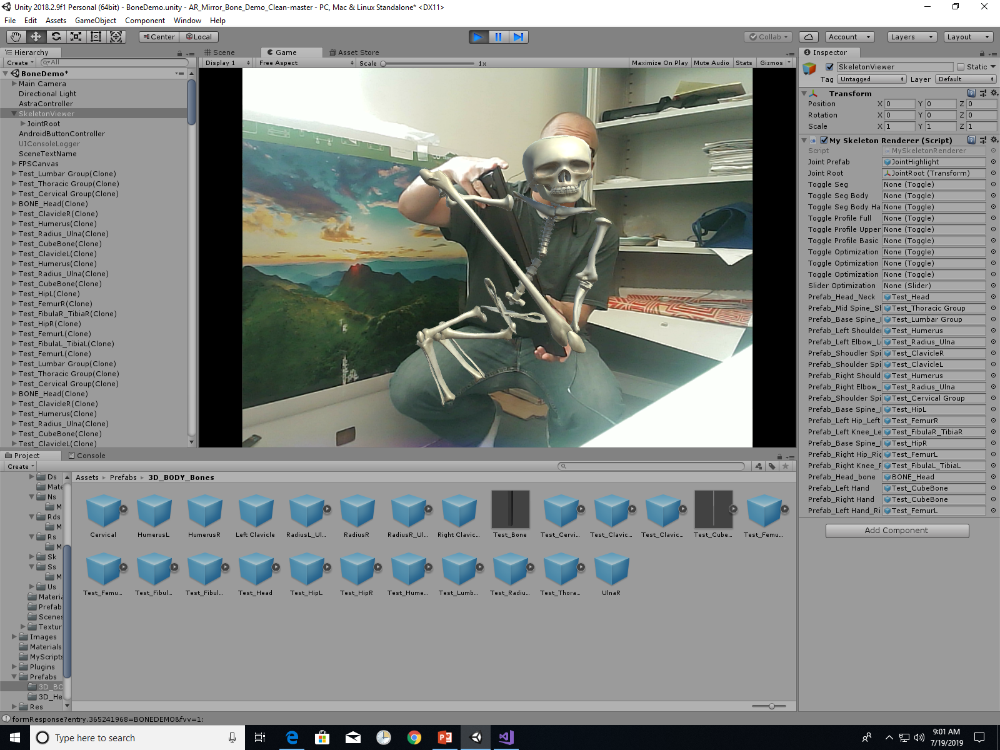 Unity 2018.2.9f1 Personal (64bit) - BoneDemo.unity - AR_Mirror_Bone_Demo_Clean-master - PC, Mac & Linux Standalone* <DX11>
File Edit Assets GameObject Component Window Help
Center Local Collab Account Layers Layout
Hierarchy
Create All
BoneDemo*
Main Camera
Directional Light
AstraController
SkeletonViewer
JointRoot
AndroidButtonController
UIConsoleLogger
SceneTextName
FPSCanvas
Test_Lumbar Group(Clone)
Test_Thoracic Group(Clone)
Test_Cervical Group(Clone)
BONE_Head(Clone)
Test_ClavicleR(Clone)
Test_Humerus(Clone)
Test_Radius_Ulna(Clone)
Test_CubeBone(Clone)
Test_ClavicleL(Clone)
Test_Humerus(Clone)
Test_Radius_Ulna(Clone)
Test_CubeBone(Clone)
Test_HipL(Clone)
Test_FemurR(Clone)
Test_FibulaR_TibiaR(Clone)
Test_HipR(Clone)
Test_FemurL(Clone)
Test_FibulaL_TibiaL(Clone)
Test_FemurL(Clone)
Test_Lumbar Group(Clone)
Test_Thoracic Group(Clone)
Test_Cervical Group(Clone)
BONE_Head(Clone)
Test_ClavicleR(Clone)
Test_Humerus(Clone)
Test_Radius_Ulna(Clone)
Test_CubeBone(Clone)
Test_ClavicleL(Clone)
Scene Game Asset Store
Display 1 Free Aspect Scale 1x Maximize On Play Mute Audio Stats Gizmos
Inspector
SkeletonViewer Static
Tag Untagged Layer Default
Transform
Position X 0 Y 0 Z 0
Rotation X 0 Y 0 Z 0
Scale X 1 Y 1 Z 1
My Skeleton Renderer (Script)
Script MySkeletonRenderer
Joint Prefab JointHighlight
Joint Root JointRoot (Transform)
Toggle Seg None (Toggle)
Toggle Seg Body None (Toggle)
Toggle Seg Body Ha None (Toggle)
Toggle Profile Full None (Toggle)
Toggle Profile Upper None (Toggle)
Toggle Profile Basic None (Toggle)
Toggle Optimization None (Toggle)
Toggle Optimization None (Toggle)
Toggle Optimization None (Toggle)
Slider Optimization None (Slider)
Prefab_Head_Neck Test_Head
Prefab_Mid Spine_Sh Test_Thoracic Group
Prefab_Base Spine_ Test_Lumbar Group
Prefab_Left Shoulder Test_Humerus
Prefab_Left Elbow_Le Test_Radius_Ulna
Prefab_Shoudler Spi Test_ClavicleR
Prefab_Shoulder Spi Test_ClavicleL
Prefab_Right Should Test_Humerus
Prefab_Right Elbow_ Test_Radius_Ulna
Prefab_Shoulder Spi Test_Cervical Group
Prefab_Base Spine_ Test_HipL
Prefab_Left Hip_Left Test_FemurR
Prefab_Left Knee_Le Test_FibulaR_TibiaR
Prefab_Base Spine_ Test_HipR
Prefab_Right Hip_Rig Test_FemurL
Prefab_Right Knee_R Test_FibulaL_TibiaL
Prefab_Head_bone BONE_Head
Prefab_Left Hand Test_CubeBone
Prefab_Right Hand Test_CubeBone
Prefab_Left Hand_Ri Test_FemurL
Add Component
Project Console
Create
Ds
Mate
Ns
M
Rds
M
Rs
M
Sk
Ss
M
Us
Materia
Prefab
Scenes
Textur
Images
Materials
MyScripts
Plugins
Prefabs
3D_BO
3D_He
Res
Assets Prefabs 3D_BODY_Bones
Cervical HumerusL HumerusR Left Clavicle RadiusL_Ul... RadiusR RadiusR_Ul... Right Clavic... Test_Bone Test_Cervi... Test_Clavic... Test_Clavic... Test_Cube... Test_Femu...
Test_Femu... Test_Fibul... Test_Fibul... Test_Head Test_HipL Test_HipR Test_Hume... Test_Lumb... Test_Radiu... Test_Thora... UlnaR
formResponse?entry.365241968=BONEDEMO&fvv=1:
Type here to search
9:01 AM
7/19/2019